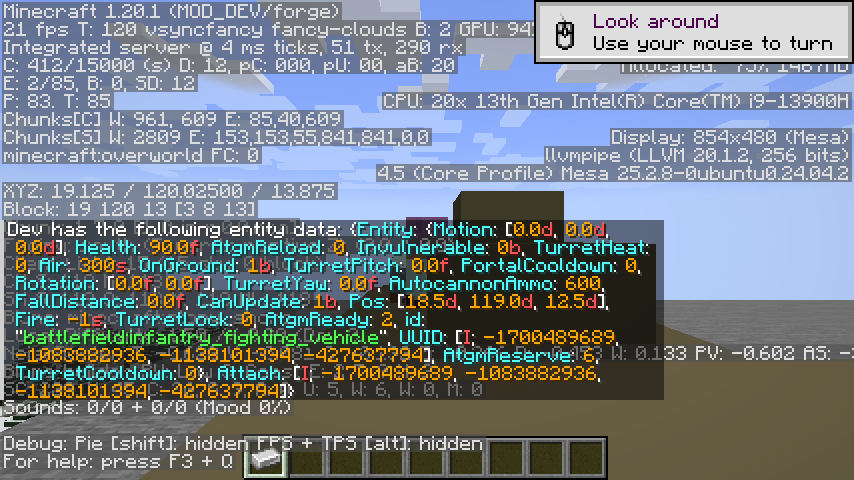 Minecraft 1.20.1 (MOD_DEV/forge)
21 fps T: 120 vsyncfancy fancy-clouds B: 2 GPU: 94
Integrated server @ 4 ms ticks, 51 tx, 290 rx
C: 412/15000 (s) D: 12, pC: 000, pU: 00, aB: 20
E: 2/85, B: 0, SD: 12
P: 83, T: 85
Chunks[C] W: 961, 609 E: 85,40,609
Chunks[S] W: 2809 E: 153,153,55,841,841,0,0
minecraft:overworld FC: 0
XYZ: 19.125 / 120.02500 / 13.875
Block: 19 120 13 [3 8 13]
Look around
Use your mouse to turn
CPU: 20x 13th Gen Intel(R) Core(TM) i9-13900H
Display: 854x480 (Mesa)
llvmpipe (LLVM 20.1.2, 256 bits)
4.5 (Core Profile) Mesa 25.2.8-0ubuntu0.24.04.2
Dev has the following entity data: {Entity: {Motion: [0.0d, 0.0d,
0.0d], Health: 90.0f, AtgmReload: 0, Invulnerable: 0b, TurretHeat:
0, Air: 300s, OnGround: 1b, TurretPitch: 0.0f, PortalCooldown: 0,
Rotation: [0.0f, 0.0f], TurretYaw: 0.0f, AutocannonAmmo: 600,
FallDistance: 0.0f, CanUpdate: 1b, Pos: [18.5d, 119.0d, 12.5d],
Fire: -1s, TurretLock: 0, AtgmReady: 2, id:
"battlefield:infantry_fighting_vehicle", UUID: [I; -1700489689,
-1083882936, -1138101394, -427637794], AtgmReserve: W: 0.133 PV: -0.602 AS: -
TurretCooldown: 0}, Attach: [I; -1700489689, -1083882936,
-1138101394, -427637794]} U: 5, W: 6, W: 0, M: 0
Sounds: 0/0 + 0/0 (Mood 0%)
Debug: Pie [shift]: hidden FPS + TPS [alt]: hidden
For help: press F3 + Q